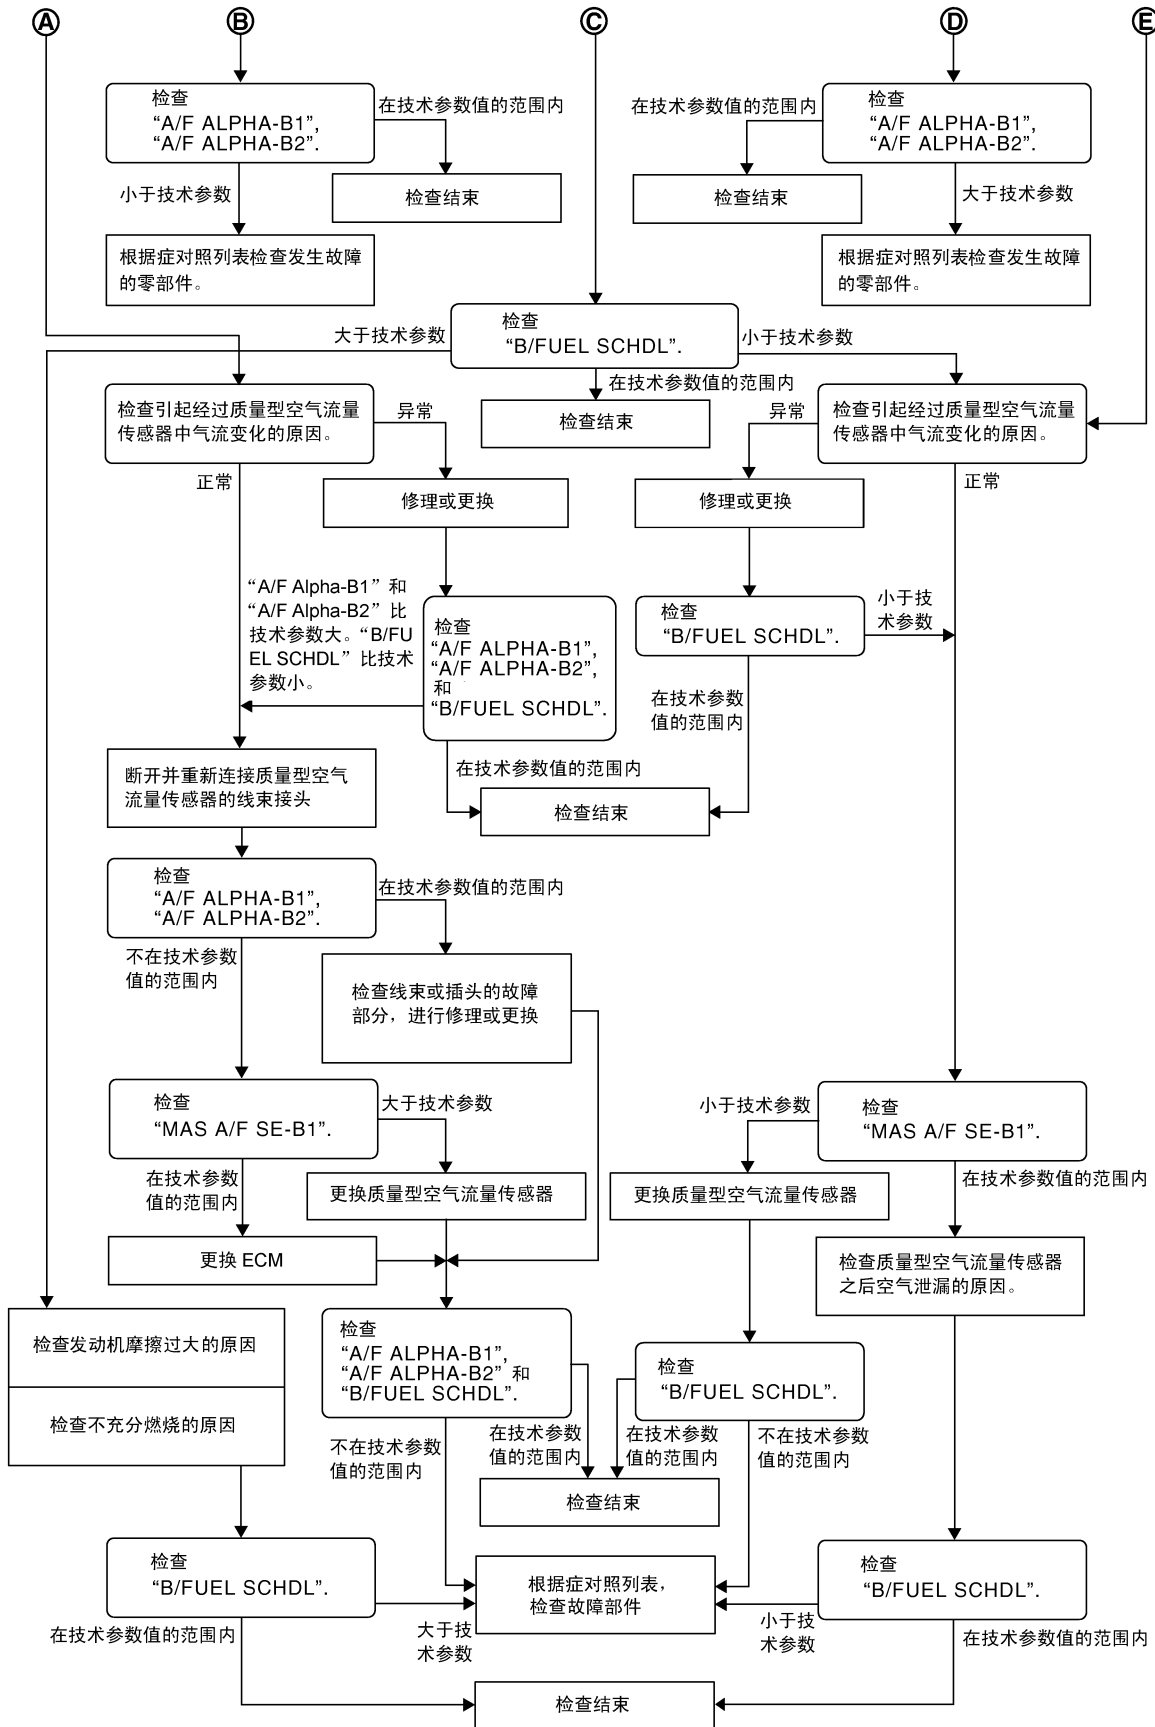 A
B
C
D
E
检查
“A/F ALPHA-B1”,
“A/F ALPHA-B2”.
在技术参数值的范围内
检查结束
小于技术参数
根据症对照列表检查发生故障
的零部件。
在技术参数值的范围内
检查
“A/F ALPHA-B1”,
“A/F ALPHA-B2”.
检查结束
大于技术参数
根据症对照列表检查发生故障
的零部件。
大于技术参数
检查
“B/FUEL SCHDL”.
小于技术参数
在技术参数值的范围内
检查结束
检查引起经过质量型空气流量
传感器中气流变化的原因。
异常
正常
修理或更换
异常
检查引起经过质量型空气流量
传感器中气流变化的原因。
正常
修理或更换
“A/F Alpha-B1”和
“A/F Alpha-B2”比
技术参数大。“B/FU
EL SCHDL”比技术
参数小。
检查
“A/F ALPHA-B1”,
“A/F ALPHA-B2”,
和
“B/FUEL SCHDL”.
检查
“B/FUEL SCHDL”.
小于技
术参数
在技术参数
值的范围内
在技术参数值的范围内
检查结束
断开并重新连接质量型空气
流量传感器的线束接头
检查
“A/F ALPHA-B1”,
“A/F ALPHA-B2”.
在技术参数值的范围内
不在技术参数
值的范围内
检查线束或插头的故障
部分，进行修理或更换
检查
“MAS A/F SE-B1”.
大于技术参数
在技术参数
值的范围内
更换质量型空气流量传感器
更换 ECM
小于技术参数
检查
“MAS A/F SE-B1”.
更换质量型空气流量传感器
在技术参数值的范围内
检查质量型空气流量传感器
之后空气泄漏的原因。
检查发动机摩擦过大的原因
检查不充分燃烧的原因
检查
“A/F ALPHA-B1”,
“A/F ALPHA-B2” 和
“B/FUEL SCHDL”.
检查
“B/FUEL SCHDL”.
不在技术参数
值的范围内
在技术参数
值的范围内
在技术参数
值的范围内
不在技术参数
值的范围内
检查结束
检查
“B/FUEL SCHDL”.
在技术参数值的范围内
大于技
术参数
根据症对照列表，
检查故障部件
小于技
术参数
检查
“B/FUEL SCHDL”.
在技术参数值的范围内
检查结束